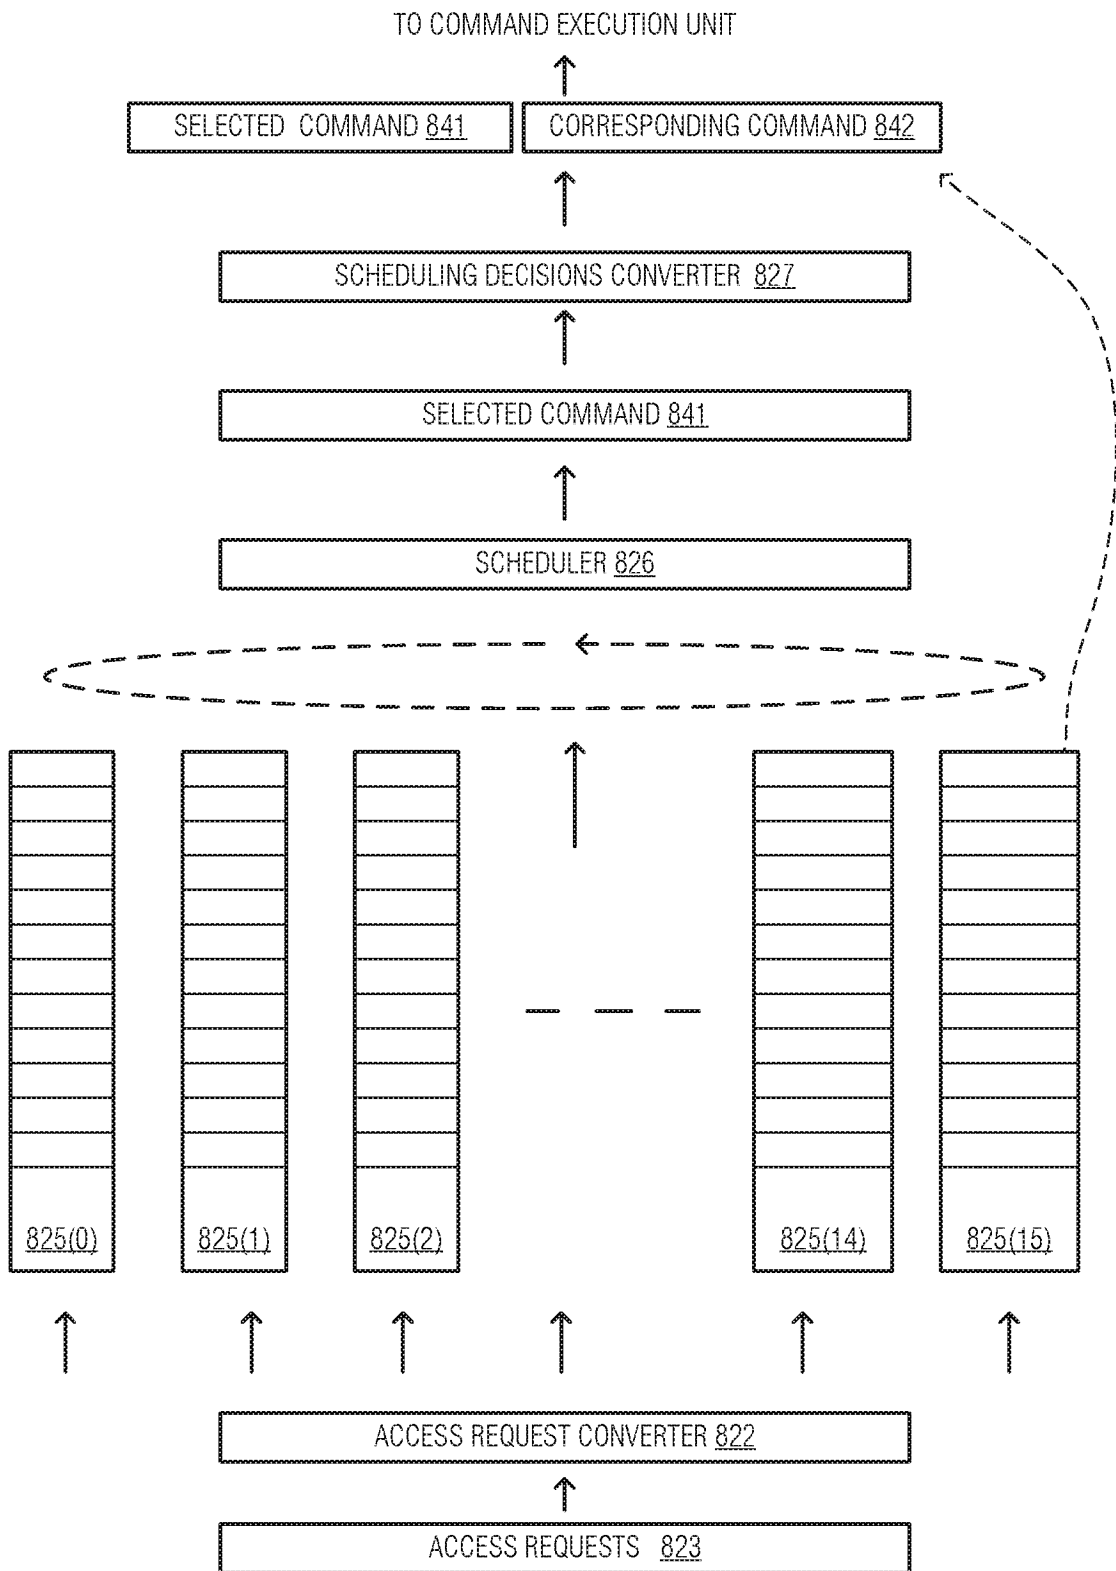 TO COMMAND EXECUTION UNIT
SELECTED COMMAND 841
CORRESPONDING COMMAND 842
SCHEDULING DECISIONS CONVERTER 827
SELECTED COMMAND 841
SCHEDULER 826
825(0)
825(1)
825(2)
825(14)
825(15)
ACCESS REQUEST CONVERTER 822
ACCESS REQUESTS 823